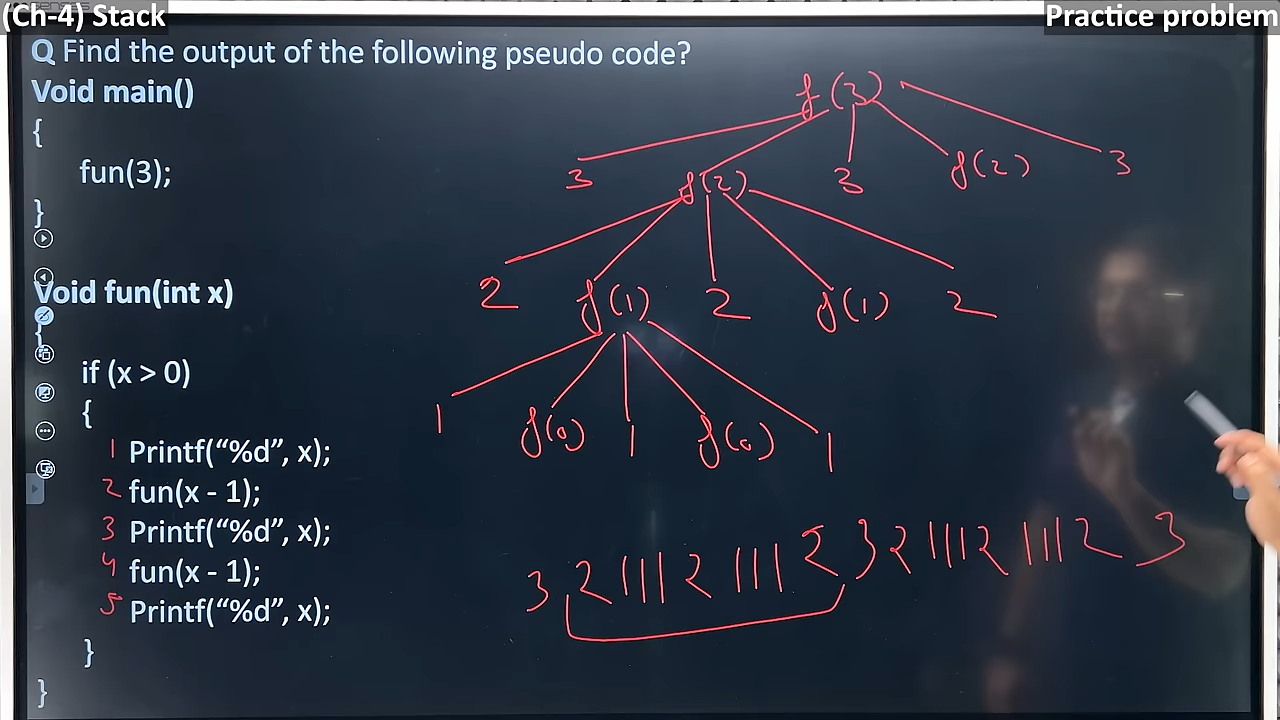 (Ch-4) Stack
Practice problem
Q Find the output of the following pseudo code?
Void main()
{
fun(3);
}
Void fun(int x)
{
if (x > 0)
{
1 Printf(“%d”, x);
2 fun(x - 1);
3 Printf(“%d”, x);
4 fun(x - 1);
5 Printf(“%d”, x);
}
}
f(3)
3 f(2) 3 f(2) 3
2 f(1) 2 f(1) 2
1 f(0) 1 f(0) 1
3 2 1 1 1 2 1 1 1 2 3 2 1 1 1 2 1 1 1 2 3